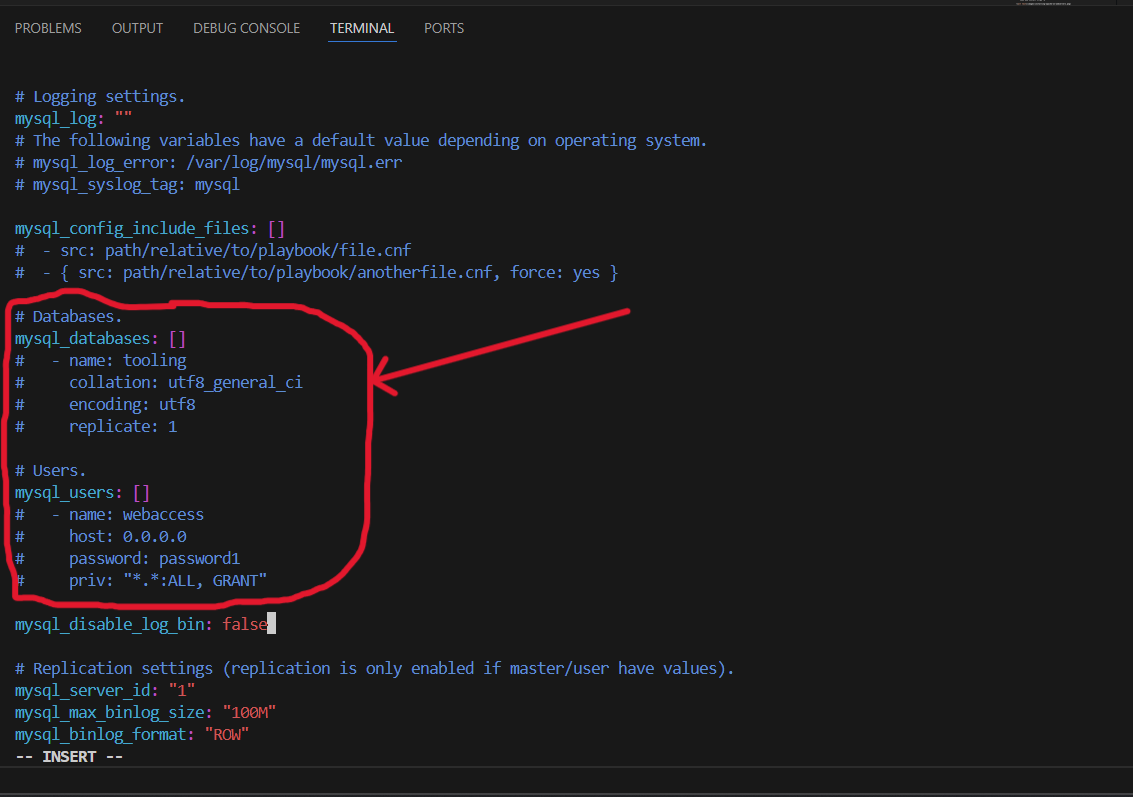 PROBLEMS OUTPUT DEBUG CONSOLE TERMINAL PORTS
# Logging settings.
mysql_log: ""
# The following variables have a default value depending on operating system.
# mysql_log_error: /var/log/mysql/mysql.err
# mysql_syslog_tag: mysql
mysql_config_include_files: []
#  - src: path/relative/to/playbook/file.cnf
#  - { src: path/relative/to/playbook/anotherfile.cnf, force: yes }
# Databases.
mysql_databases: []
#   - name: tooling
#     collation: utf8_general_ci
#     encoding: utf8
#     replicate: 1
# Users.
mysql_users: []
#   - name: webaccess
#     host: 0.0.0.0
#     password: password1
#     priv: "*.*:ALL, GRANT"
mysql_disable_log_bin: false
# Replication settings (replication is only enabled if master/user have values).
mysql_server_id: "1"
mysql_max_binlog_size: "100M"
mysql_binlog_format: "ROW"
-- INSERT --